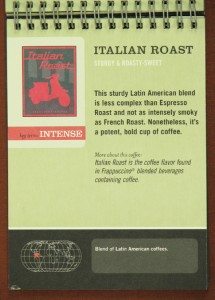 ITALIAN ROAST
STURDY & ROASTY-SWEET
Italian
Roast
This sturdy Latin American blend
is less complex than Espresso
Roast and not as intensely smoky
as French Roast. Nonetheless, it's
a potent, bold cup of coffee.
INTENSE
More about this coffee:
Italian Roast is the coffee flavor found
in Frappuccino® blended beverages
containing coffee.
Blend of Latin American coffees.